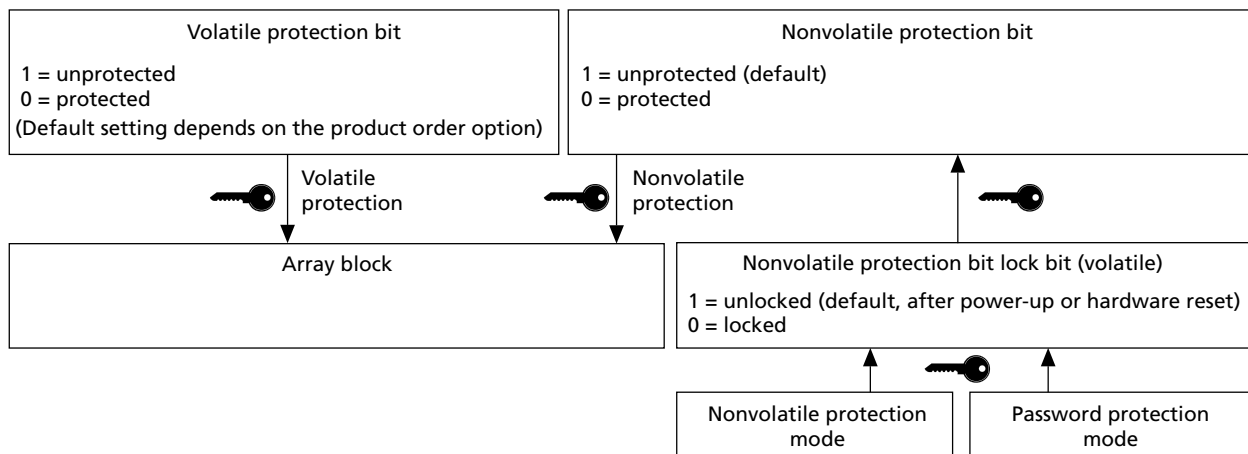 Volatile protection bit
1 = unprotected
0 = protected
(Default setting depends on the product order option)
Nonvolatile protection bit
1 = unprotected (default)
0 = protected
Volatile
protection
Nonvolatile
protection
Array block
Nonvolatile protection bit lock bit (volatile)
1 = unlocked (default, after power-up or hardware reset)
0 = locked
Nonvolatile protection
mode
Password protection
mode